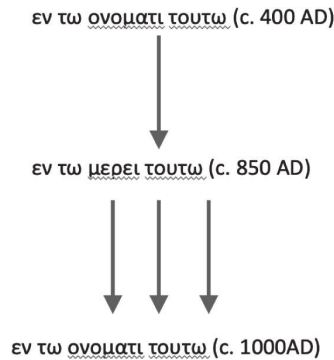 εν τω ονοματι τουτω (c. 400 AD)
εν τω μερει τουτω (c. 850 AD)
εν τω ονοματι τουτω (c. 1000AD)